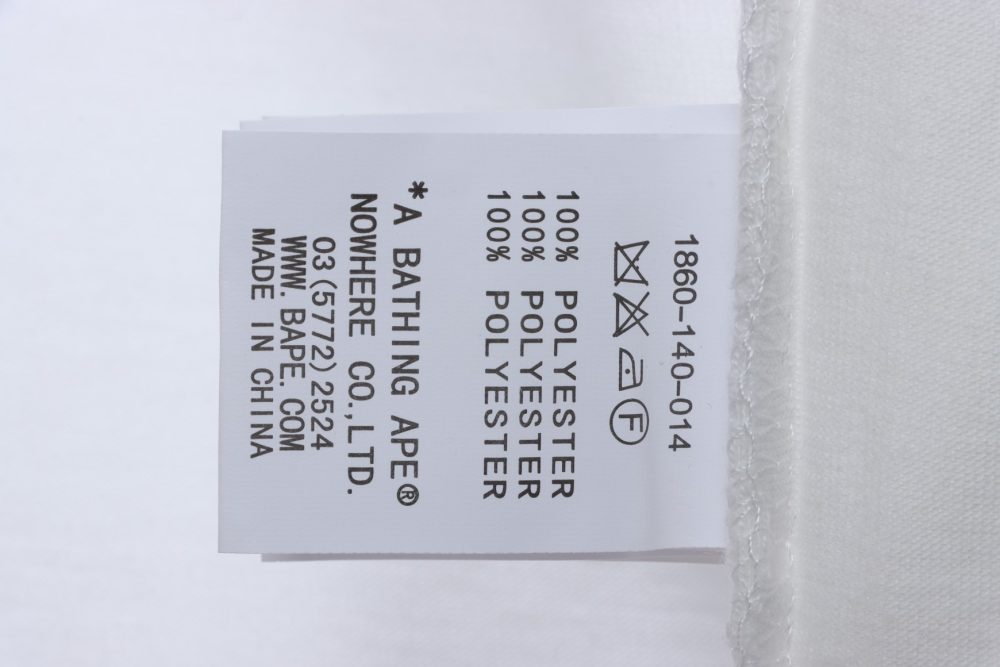 1860-140-014
F
100% POLYESTER
100% POLYESTER
100% POLYESTER
*A BATHING APE®
NOWHERE CO.,LTD.
03(5772)2524
WWW.BAPE.COM
MADE IN CHINA